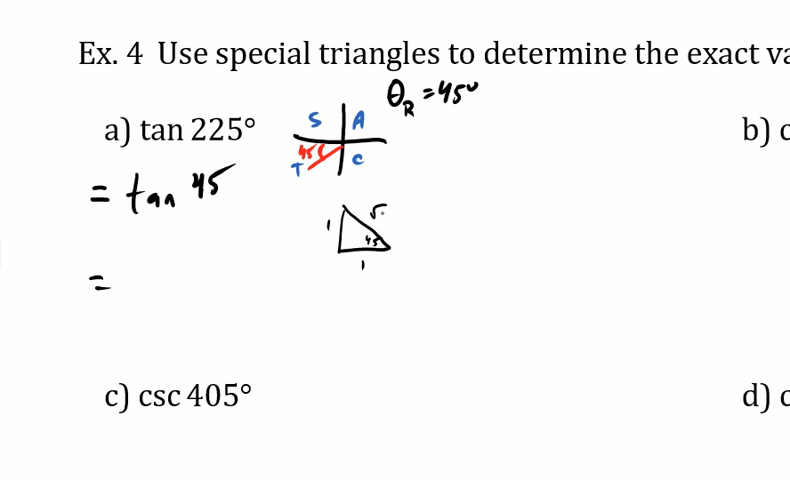 Ex. 4 Use special triangles to determine the exact va
θR = 45°
a) tan 225°
S A
45
T C
b) c
= tan 45
1 √
45
1
=
c) csc 405°
d) c